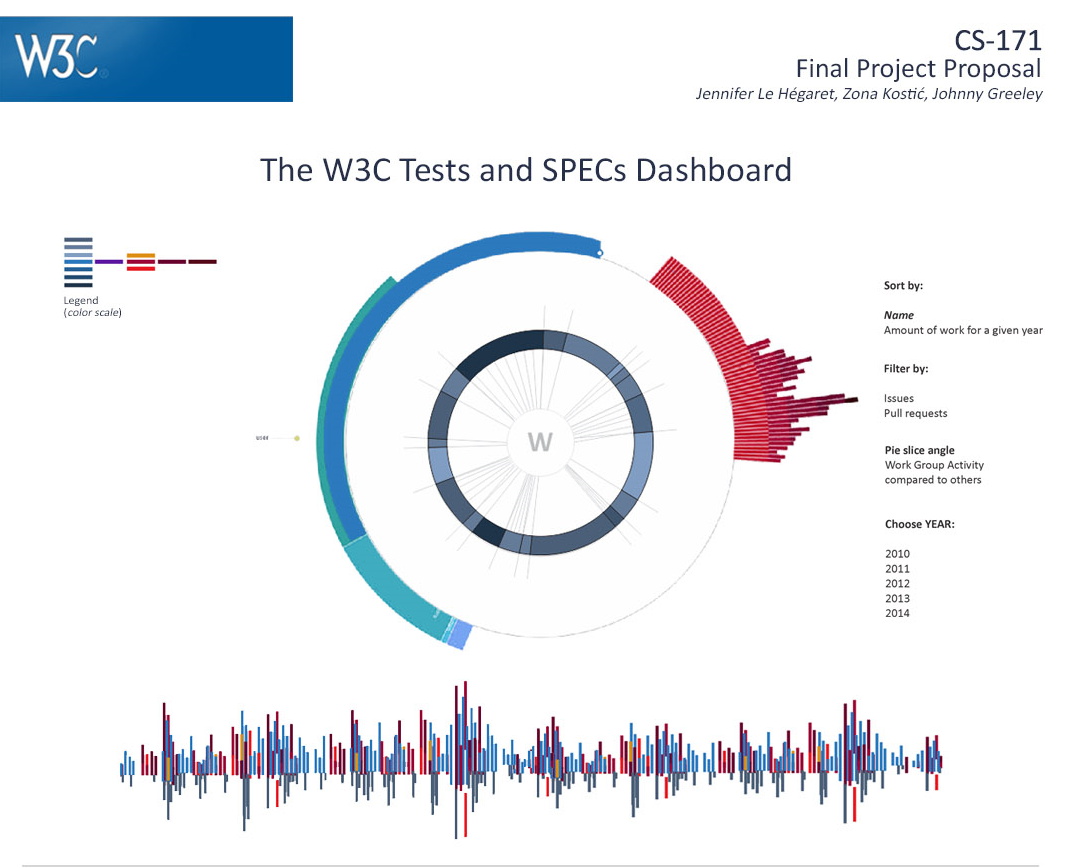 W3C®
CS-171
Final Project Proposal
Jennifer Le Hégaret, Zona Kostić, Johnny Greeley
The W3C Tests and SPECs Dashboard
Legend
(color scale)
W
Sort by:
Name
Amount of work for a given year
Filter by:
Issues
Pull requests
Pie slice angle
Work Group Activity
compared to others
Choose YEAR:
2010
2011
2012
2013
2014